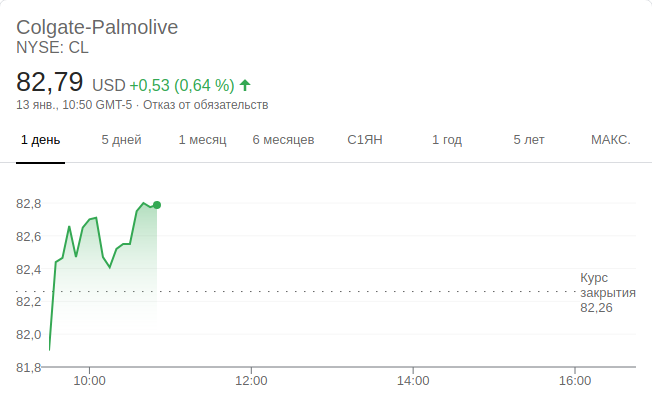 Colgate-Palmolive
NYSE: CL
82,79 USD +0,53 (0,64 %)
13 янв., 10:50 GMT-5 · Отказ от обязательств
1 день 5 дней 1 месяц 6 месяцев С1ЯН 1 год 5 лет МАКС.
82,8
82,6
82,4
82,2
82,0
81,8
Курс
закрытия
82,26
10:00 12:00 14:00 16:00